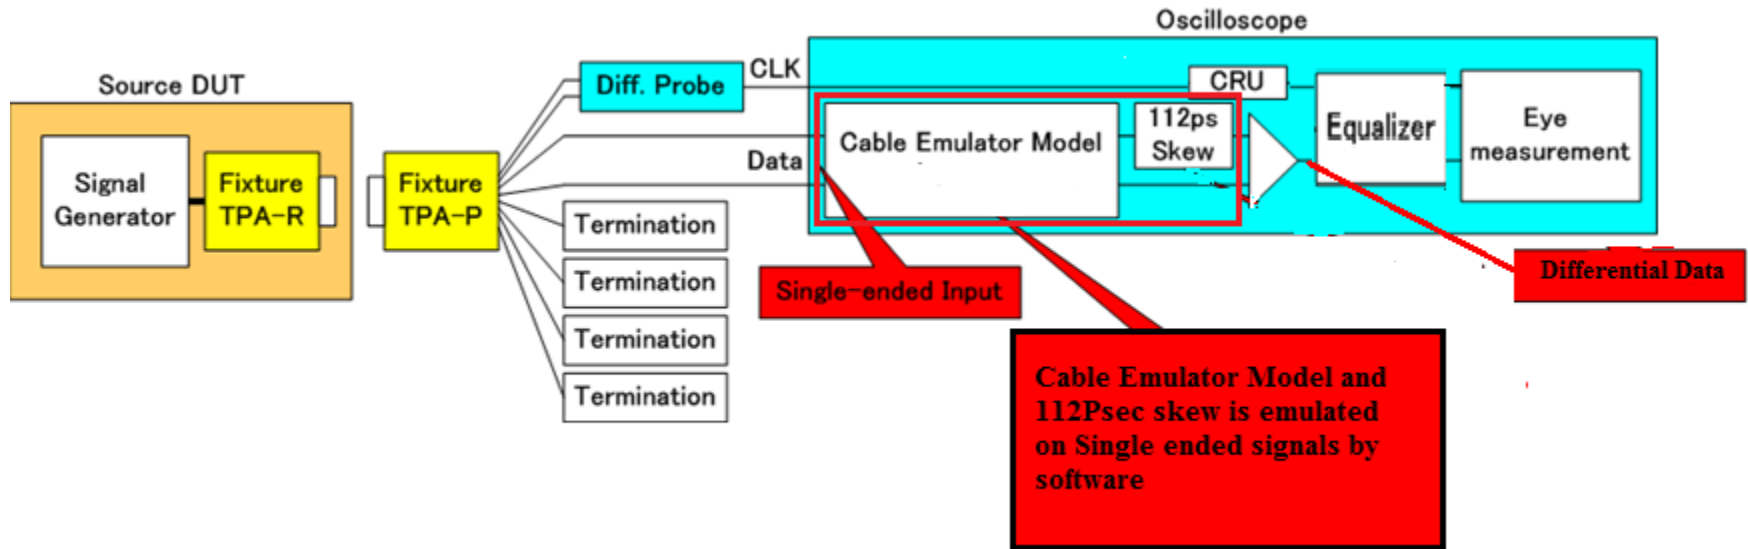 Oscilloscope
Source DUT
Signal
Generator
Fixture
TPA-R
Fixture
TPA-P
Diff. Probe
CLK
Data
Termination
Termination
Termination
Termination
Cable Emulator Model
112ps
Skew
CRU
Equalizer
Eye
measurement
Single-ended Input
Differential Data
Cable Emulator Model and
112Psec skew is emulated
on Single ended signals by
software